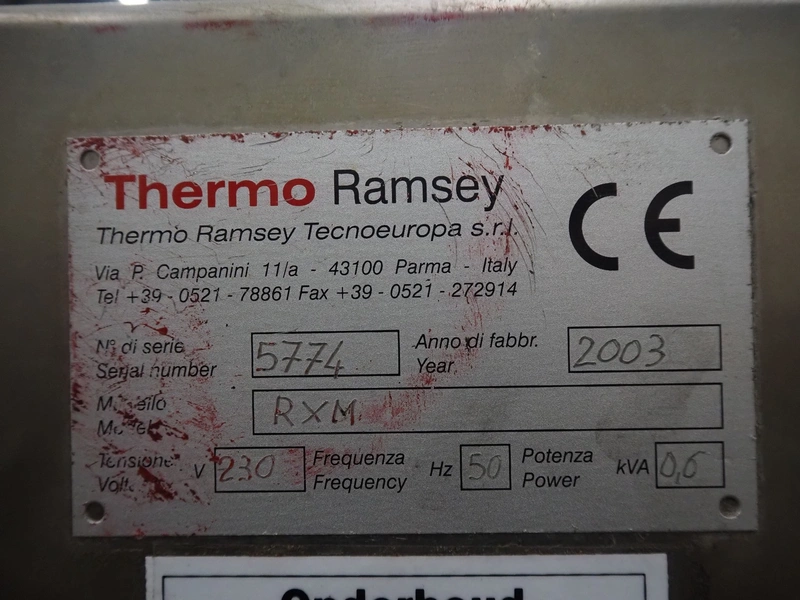 Thermo Ramsey
CE
Thermo Ramsey Tecnoeuropa s.r.l.
Via P. Campanini 11/a - 43100 Parma - Italy
Tel +39 - 0521 - 78861 Fax +39 - 0521 - 272914
N° di serie 5774 Anno di fabbr. 2003
Serial number Year
Modello RXM
Model
Tensione V 230 Frequenza Hz 50 Potenza kVA 0,6
Volt. Frequency Power
Onderhoud